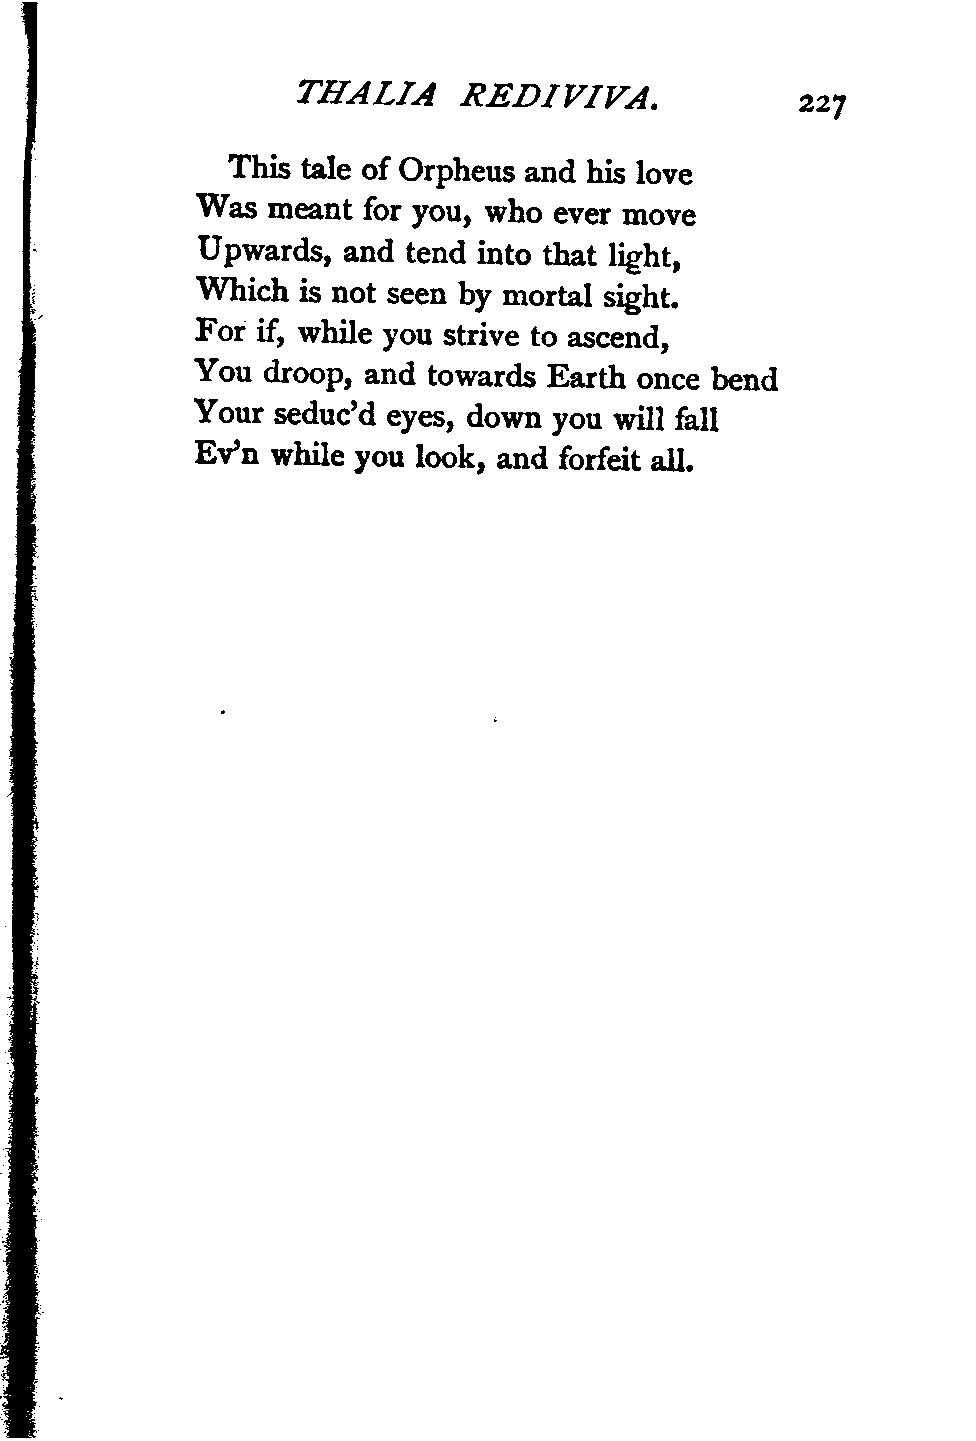 THALIA REDIVIVA. 227
This tale of Orpheus and his love
Was meant for you, who ever move
Upwards, and tend into that light,
Which is not seen by mortal sight.
For if, while you strive to ascend,
You droop, and towards Earth once bend
Your seduc'd eyes, down you will fall
Ev'n while you look, and forfeit all.